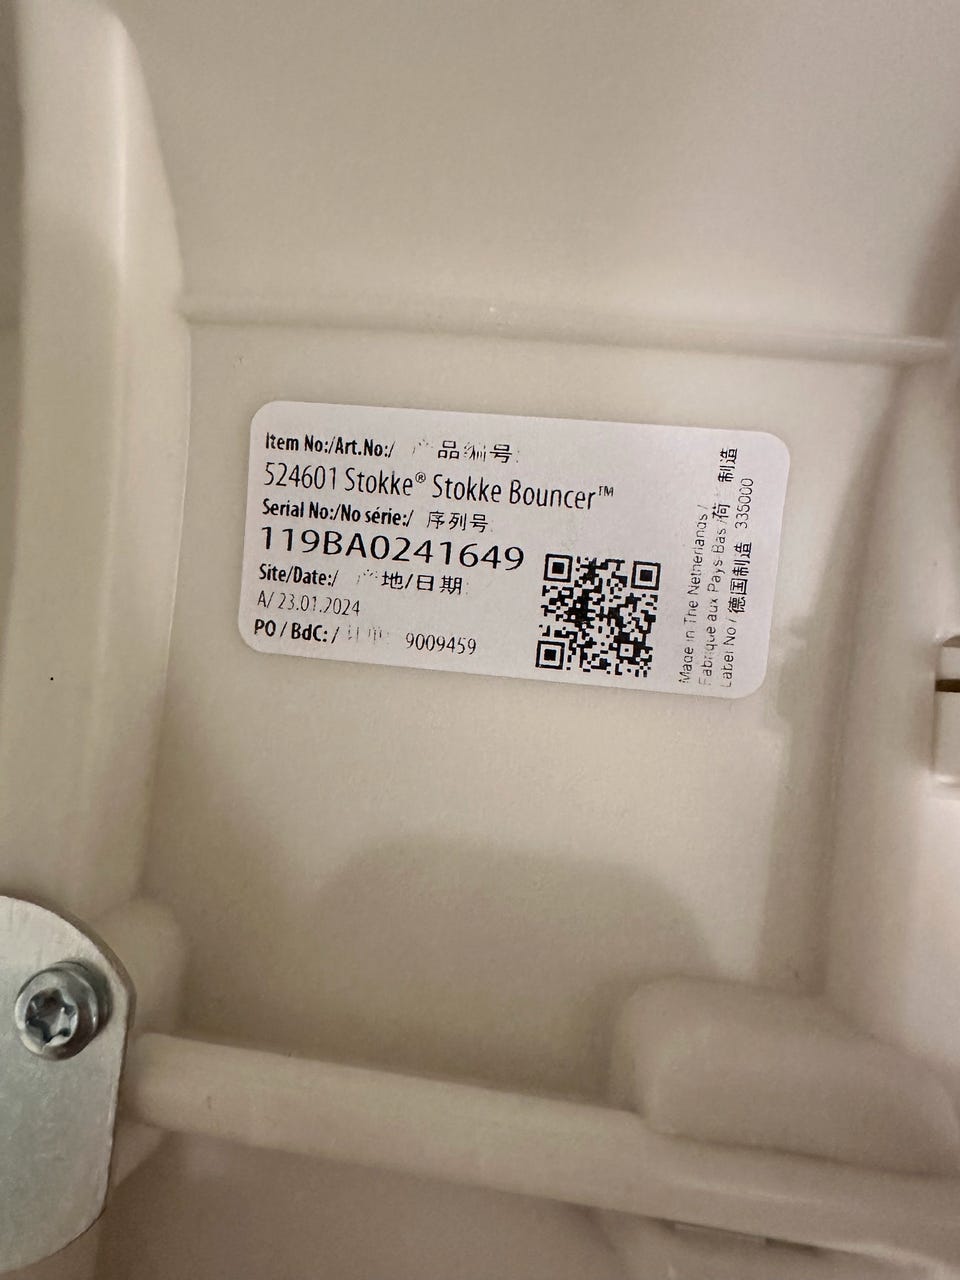 Item No:/Art.No:/ 产品编号:
524601 Stokke® Stokke Bouncer™
Serial No:/No série:/ 序列号
119BA0241649
Site/Date:/ 产地/日期:
A/ 23.01.2024
PO / BdC: / 9009459
Made in The Netherlands /
Fabriqué aux Pays-Bas /荷 制造
Label No / 德国制造 335000